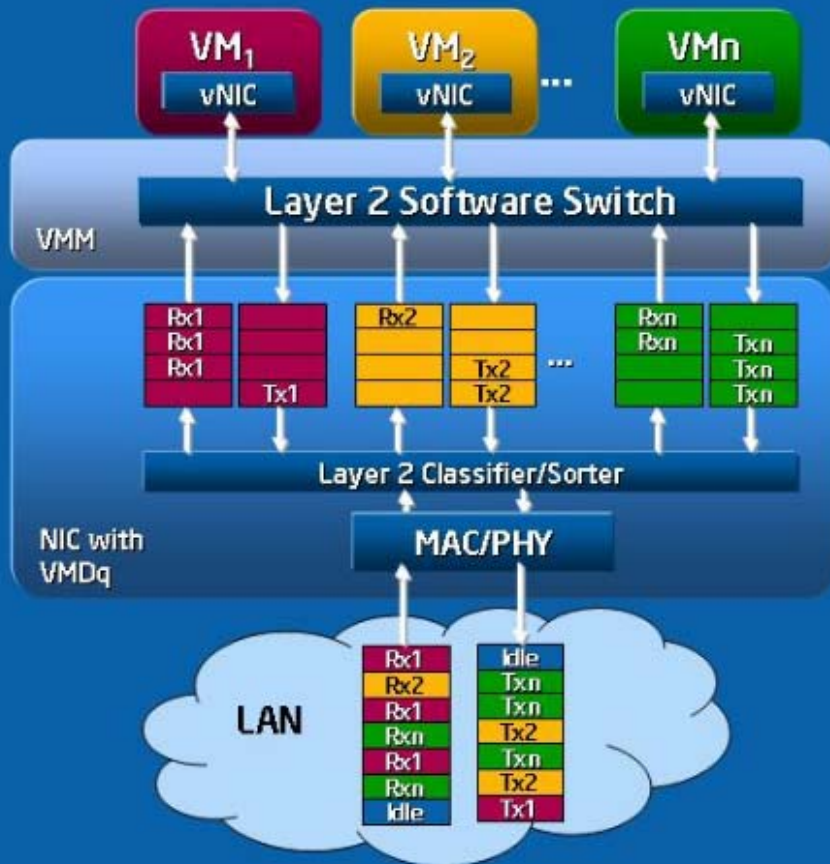 VM1
VM2
VMn
vNIC
vNIC
...
vNIC
Layer 2 Software Switch
VMM
Rx1
Rx2
Rxn
Rx1
Rxn
Txn
Rx1
Tx2
...
Txn
Tx1
Tx2
Txn
Layer 2 Classifier/Sorter
NIC with
VMDq
MAC/PHY
LAN
Rx1
Idle
Rx2
Txn
Rx1
Txn
Rxn
Tx2
Rx1
Txn
Rxn
Tx2
Idle
Tx1